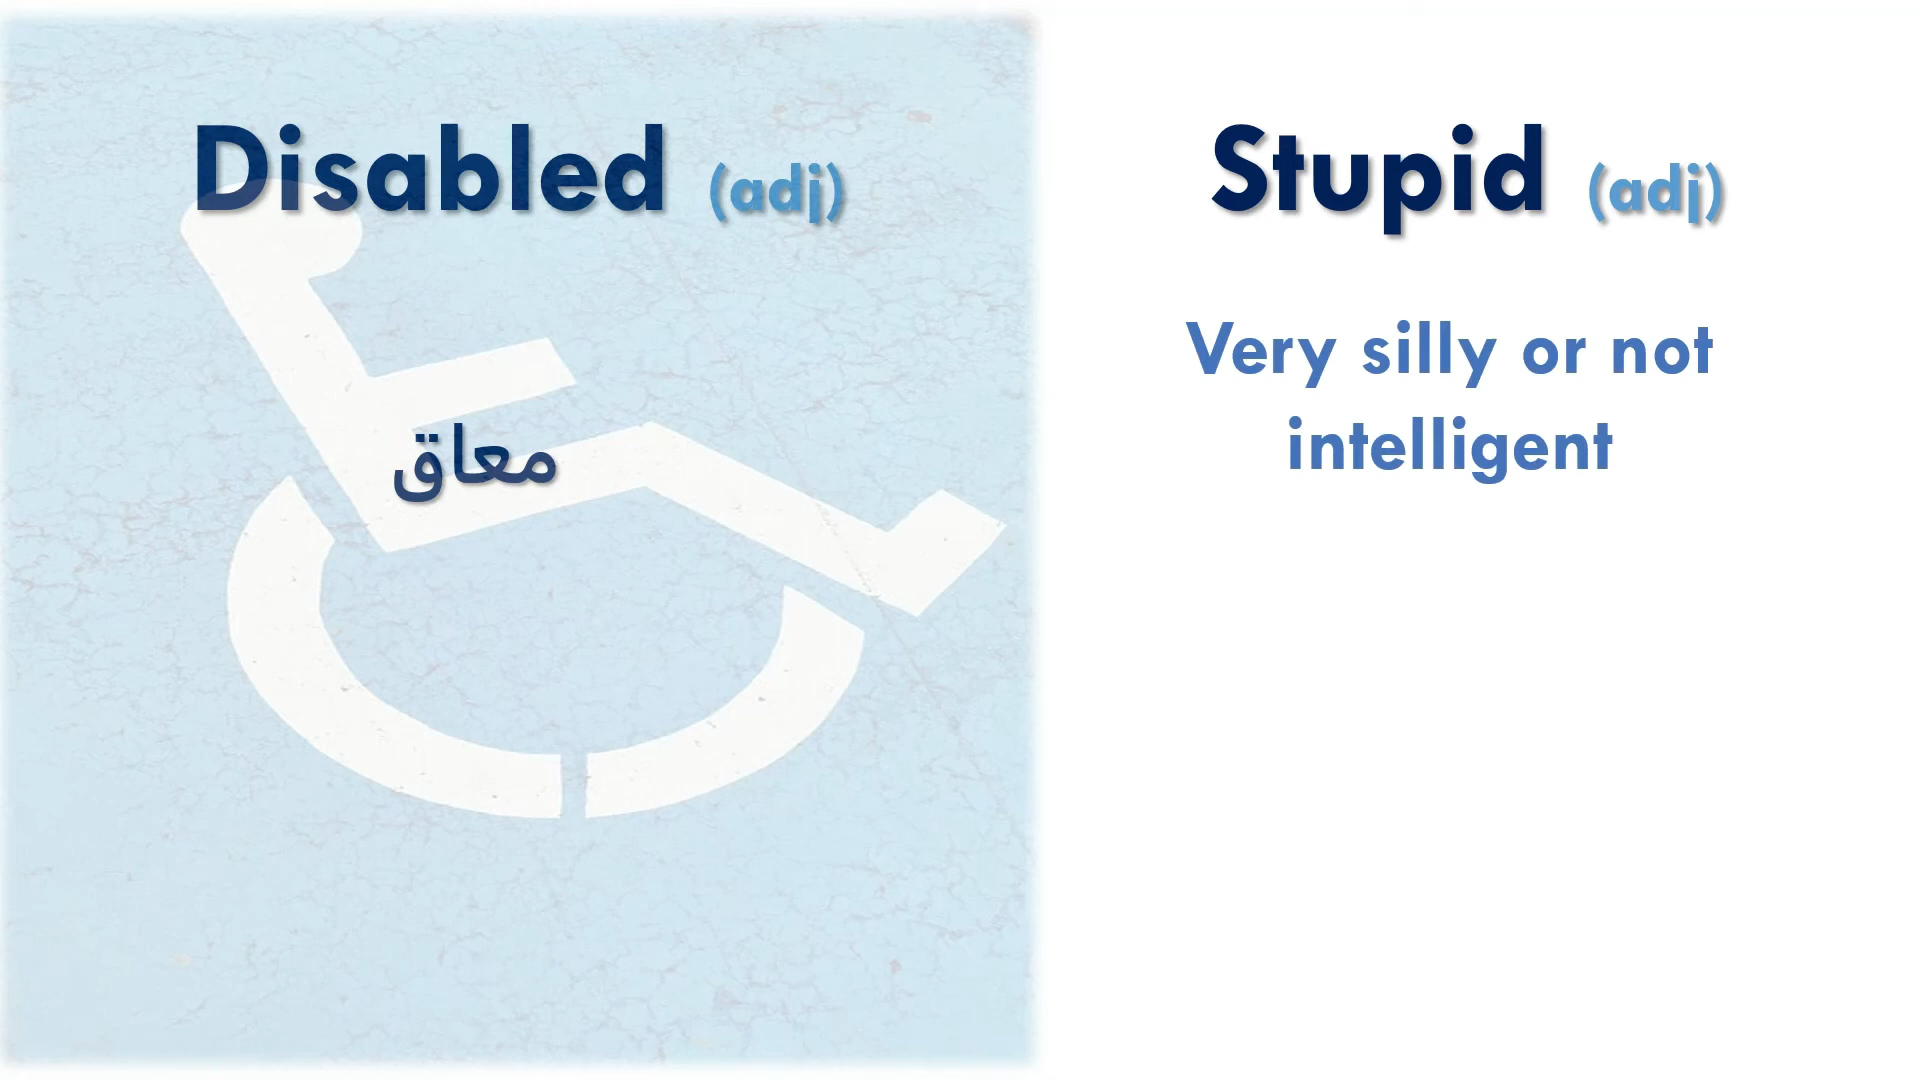 Disabled (adj)
معاق
Stupid (adj)
Very silly or not
intelligent